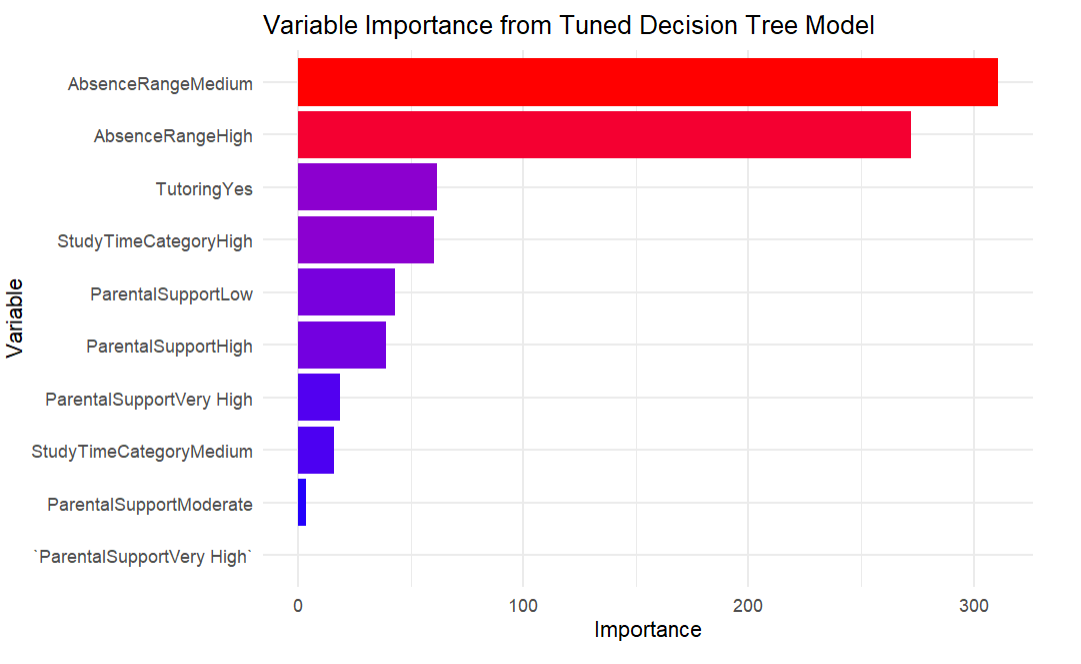 Variable Importance from Tuned Decision Tree Model
AbsenceRangeMedium
AbsenceRangeHigh
TutoringYes
StudyTimeCategoryHigh
ParentalSupportLow
ParentalSupportHigh
ParentalSupportVery High
StudyTimeCategoryMedium
ParentalSupportModerate
`ParentalSupportVery High`
Variable
0 100 200 300
Importance